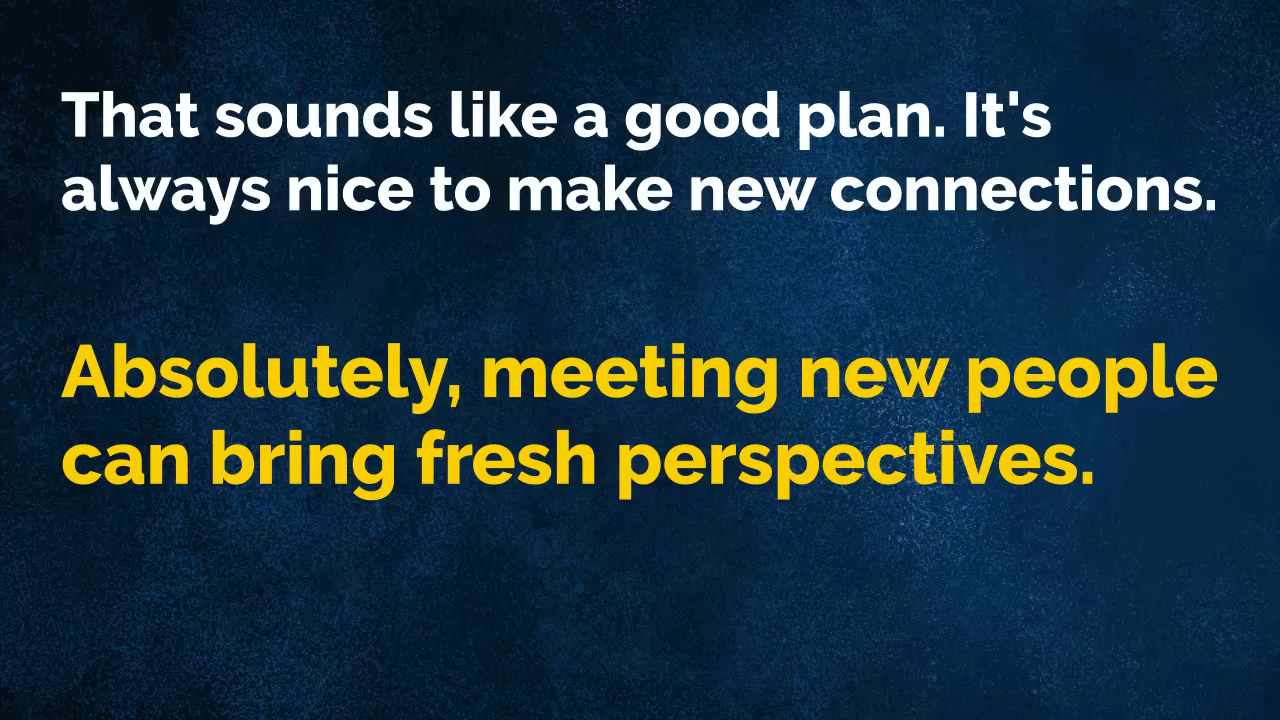 That sounds like a good plan. It's
always nice to make new connections.
Absolutely, meeting new people
can bring fresh perspectives.